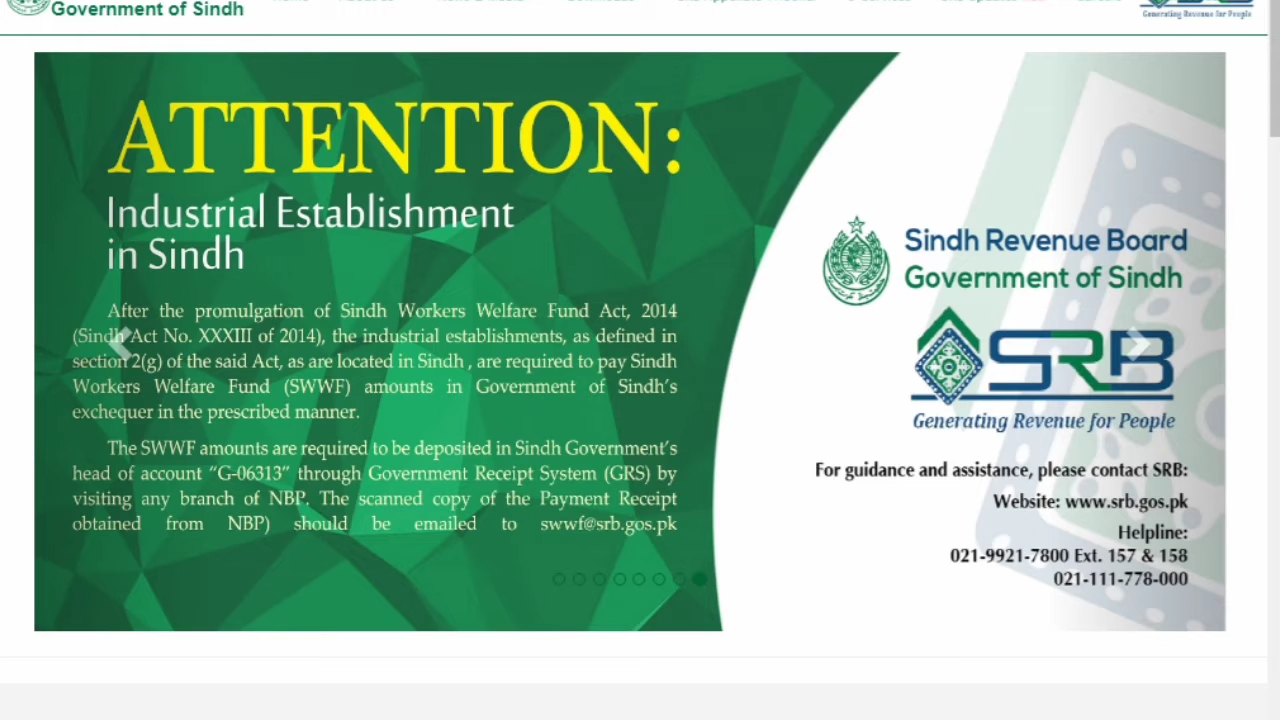 Government of Sindh
Generating Revenue for People
ATTENTION:
Industrial Establishment
in Sindh
After the promulgation of Sindh Workers Welfare Fund Act, 2014
(Sindh Act No. XXXIII of 2014), the industrial establishments, as defined in
section 2(g) of the said Act, as are located in Sindh , are required to pay Sindh
Workers Welfare Fund (SWWF) amounts in Government of Sindh's
exchequer in the prescribed manner.
The SWWF amounts are required to be deposited in Sindh Government's
head of account "G-06313" through Government Receipt System (GRS) by
visiting any branch of NBP. The scanned copy of the Payment Receipt
obtained from NBP) should be emailed to swwf@srb.gos.pk
Sindh Revenue Board
Government of Sindh
SRB
Generating Revenue for People
For guidance and assistance, please contact SRB:
Website: www.srb.gos.pk
Helpline:
021-9921-7800 Ext. 157 & 158
021-111-778-000